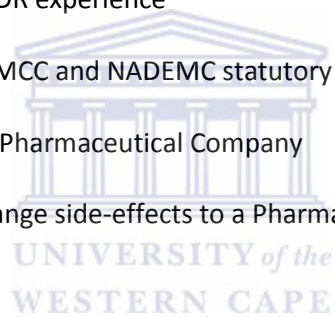 DR experience
MCC and NADEMC statutory
Pharmaceutical Company
ange side-effects to a Pharma
UNIVERSITY of the
WESTERN CAPE